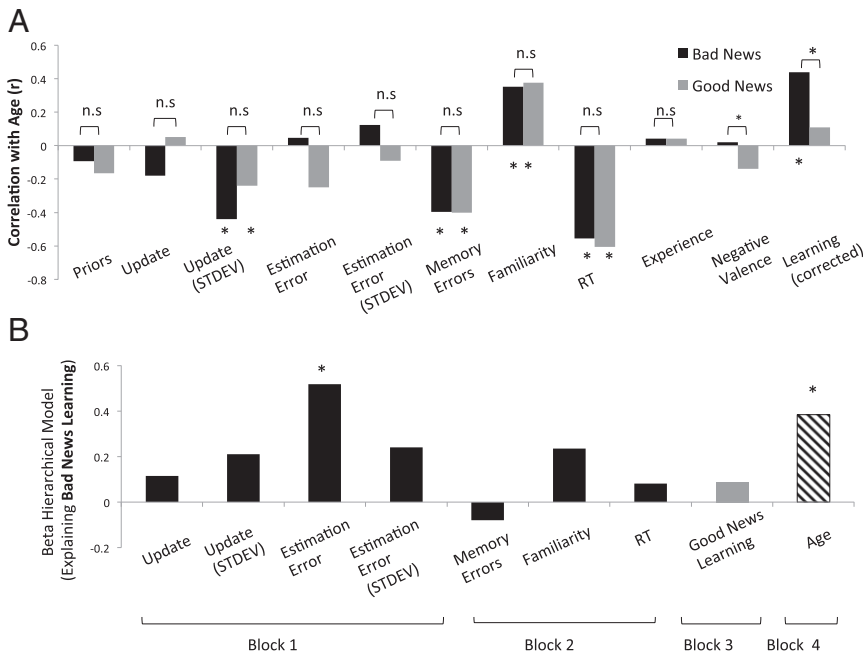 A
Correlation with Age (r)
0.6
0.4
0.2
0
-0.2
-0.4
-0.6
-0.8
Bad News
Good News
n.s
n.s
n.s
n.s
n.s
n.s
n.s
n.s
n.s
*
*
* *
* *
* *
* *
*
Priors
Update
Update
(STDEV)
Estimation
Error
Estimation
Error
(STDEV)
Memory
Errors
Familiarity
RT
Experience
Negative
Valence
Learning
(corrected)
B
Beta Hierarchical Model
(Explaining Bad News Learning)
0.6
0.4
0.2
0
-0.2
*
*
Update
Update
(STDEV)
Estimation
Error
Estimation
Error
(STDEV)
Memory
Errors
Familiarity
RT
Good News
Learning
Age
Block 1
Block 2
Block 3
Block 4